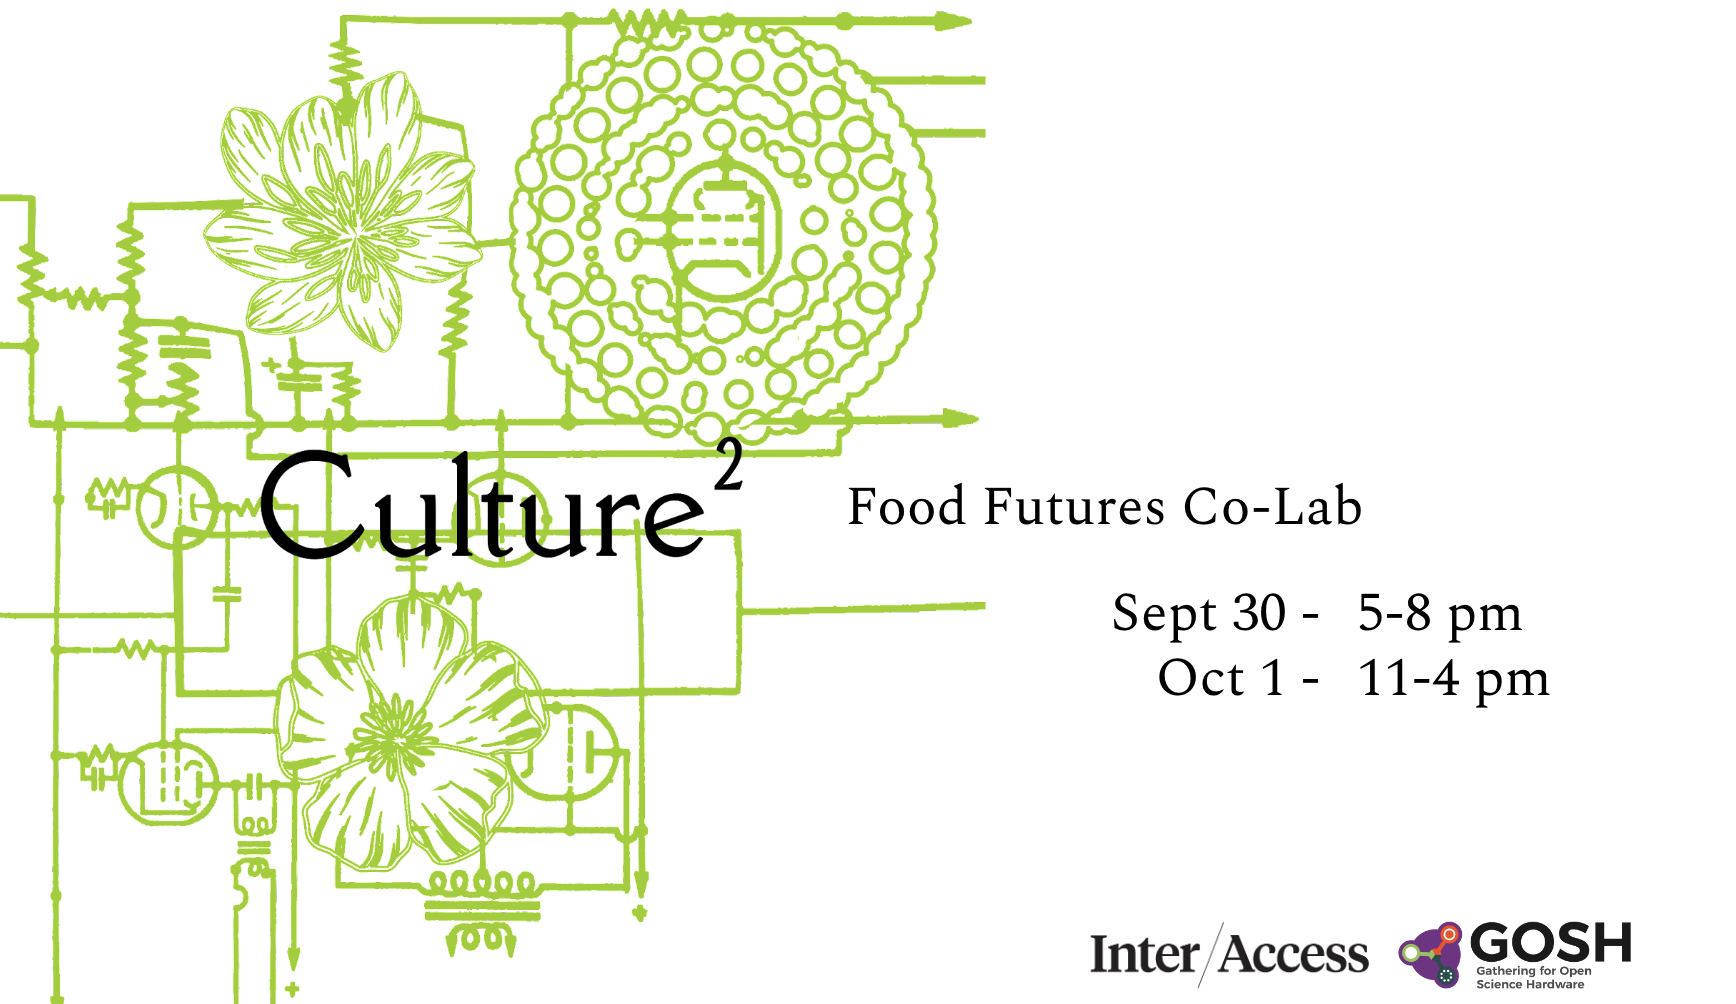 Culture²
Food Futures Co-Lab
Sept 30 - 5-8 pm
Oct 1 - 11-4 pm
Inter/Access
GOSH
Gathering for Open
Science Hardware